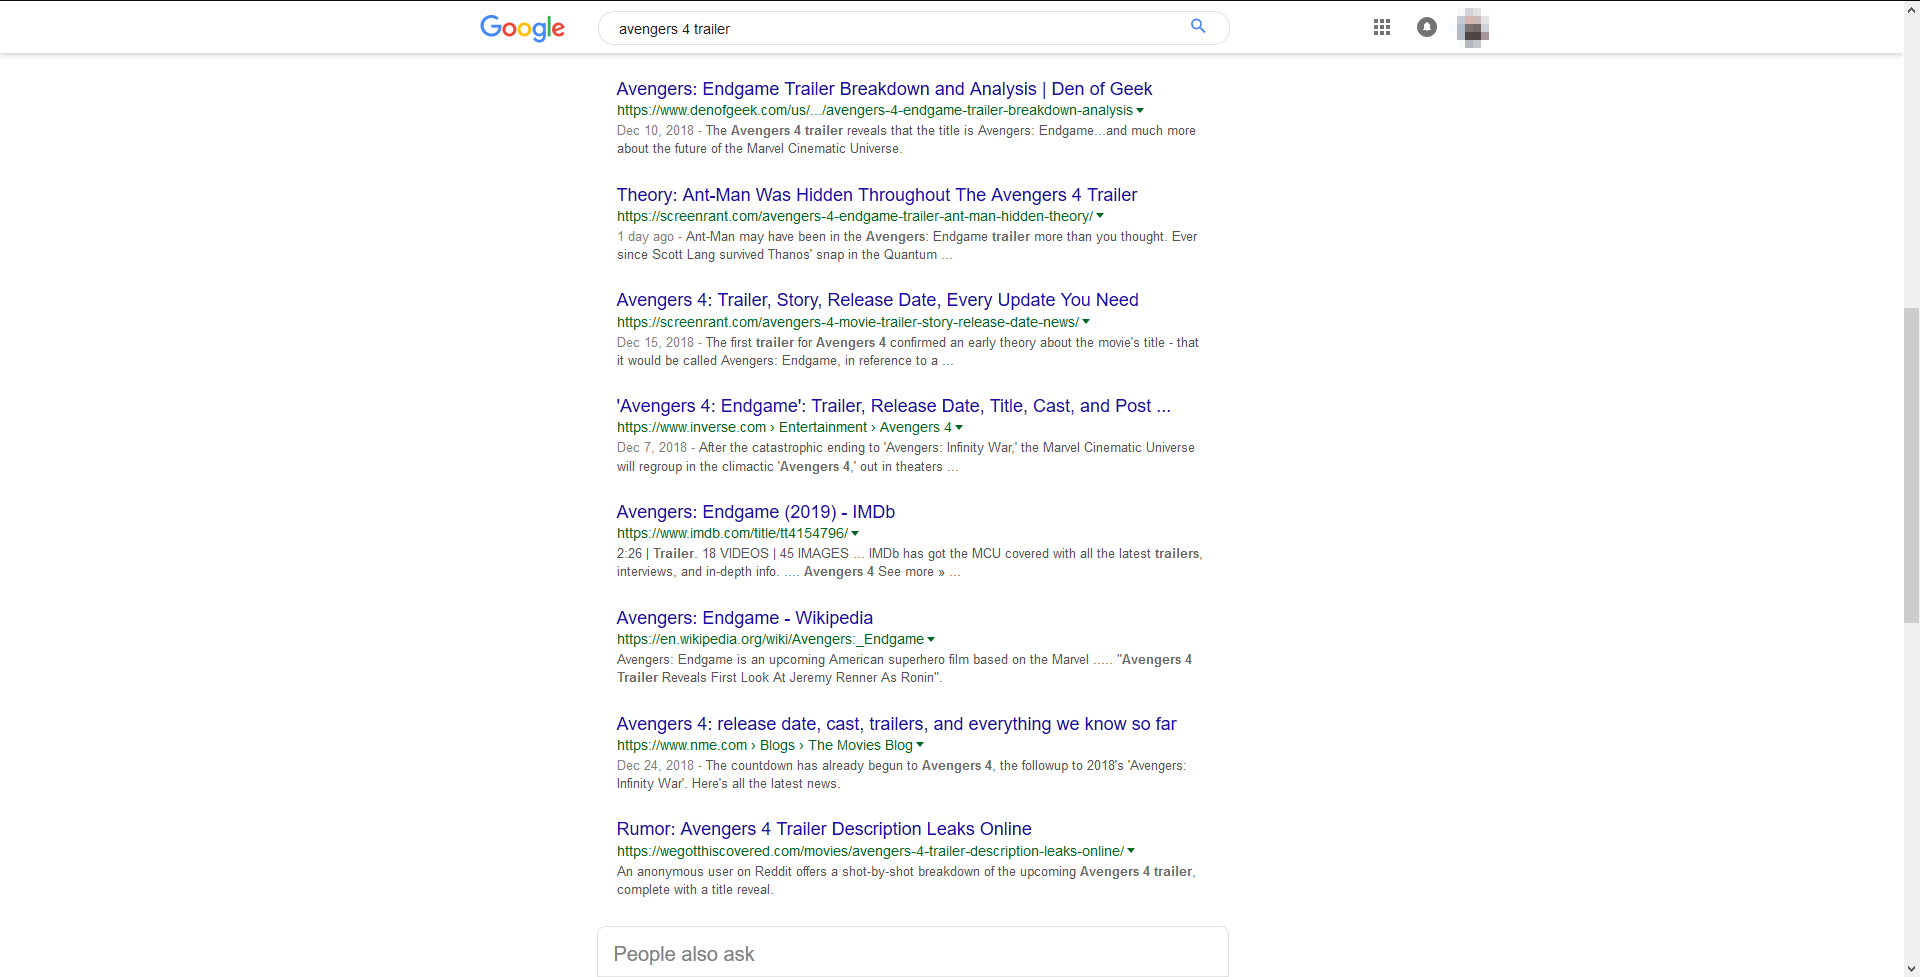 Google
avengers 4 trailer
Avengers: Endgame Trailer Breakdown and Analysis | Den of Geek
https://www.denofgeek.com/us/.../avengers-4-endgame-trailer-breakdown-analysis
Dec 10, 2018 - The Avengers 4 trailer reveals that the title is Avengers: Endgame...and much more
about the future of the Marvel Cinematic Universe.
Theory: Ant-Man Was Hidden Throughout The Avengers 4 Trailer
https://screenrant.com/avengers-4-endgame-trailer-ant-man-hidden-theory/
1 day ago - Ant-Man may have been in the Avengers: Endgame trailer more than you thought. Ever
since Scott Lang survived Thanos' snap in the Quantum ...
Avengers 4: Trailer, Story, Release Date, Every Update You Need
https://screenrant.com/avengers-4-movie-trailer-story-release-date-news/
Dec 15, 2018 - The first trailer for Avengers 4 confirmed an early theory about the movie's title - that
it would be called Avengers: Endgame, in reference to a ...
'Avengers 4: Endgame': Trailer, Release Date, Title, Cast, and Post ...
https://www.inverse.com › Entertainment › Avengers 4
Dec 7, 2018 - After the catastrophic ending to 'Avengers: Infinity War,' the Marvel Cinematic Universe
will regroup in the climactic 'Avengers 4,' out in theaters ...
Avengers: Endgame (2019) - IMDb
https://www.imdb.com/title/tt4154796/
2:26 | Trailer. 18 VIDEOS | 45 IMAGES ... IMDb has got the MCU covered with all the latest trailers,
interviews, and in-depth info. .... Avengers 4 See more » ...
Avengers: Endgame - Wikipedia
https://en.wikipedia.org/wiki/Avengers:_Endgame
Avengers: Endgame is an upcoming American superhero film based on the Marvel ..... "Avengers 4
Trailer Reveals First Look At Jeremy Renner As Ronin".
Avengers 4: release date, cast, trailers, and everything we know so far
https://www.nme.com › Blogs › The Movies Blog
Dec 24, 2018 - The countdown has already begun to Avengers 4, the followup to 2018's 'Avengers:
Infinity War'. Here's all the latest news.
Rumor: Avengers 4 Trailer Description Leaks Online
https://wegotthiscovered.com/movies/avengers-4-trailer-description-leaks-online/
An anonymous user on Reddit offers a shot-by-shot breakdown of the upcoming Avengers 4 trailer,
complete with a title reveal.
People also ask